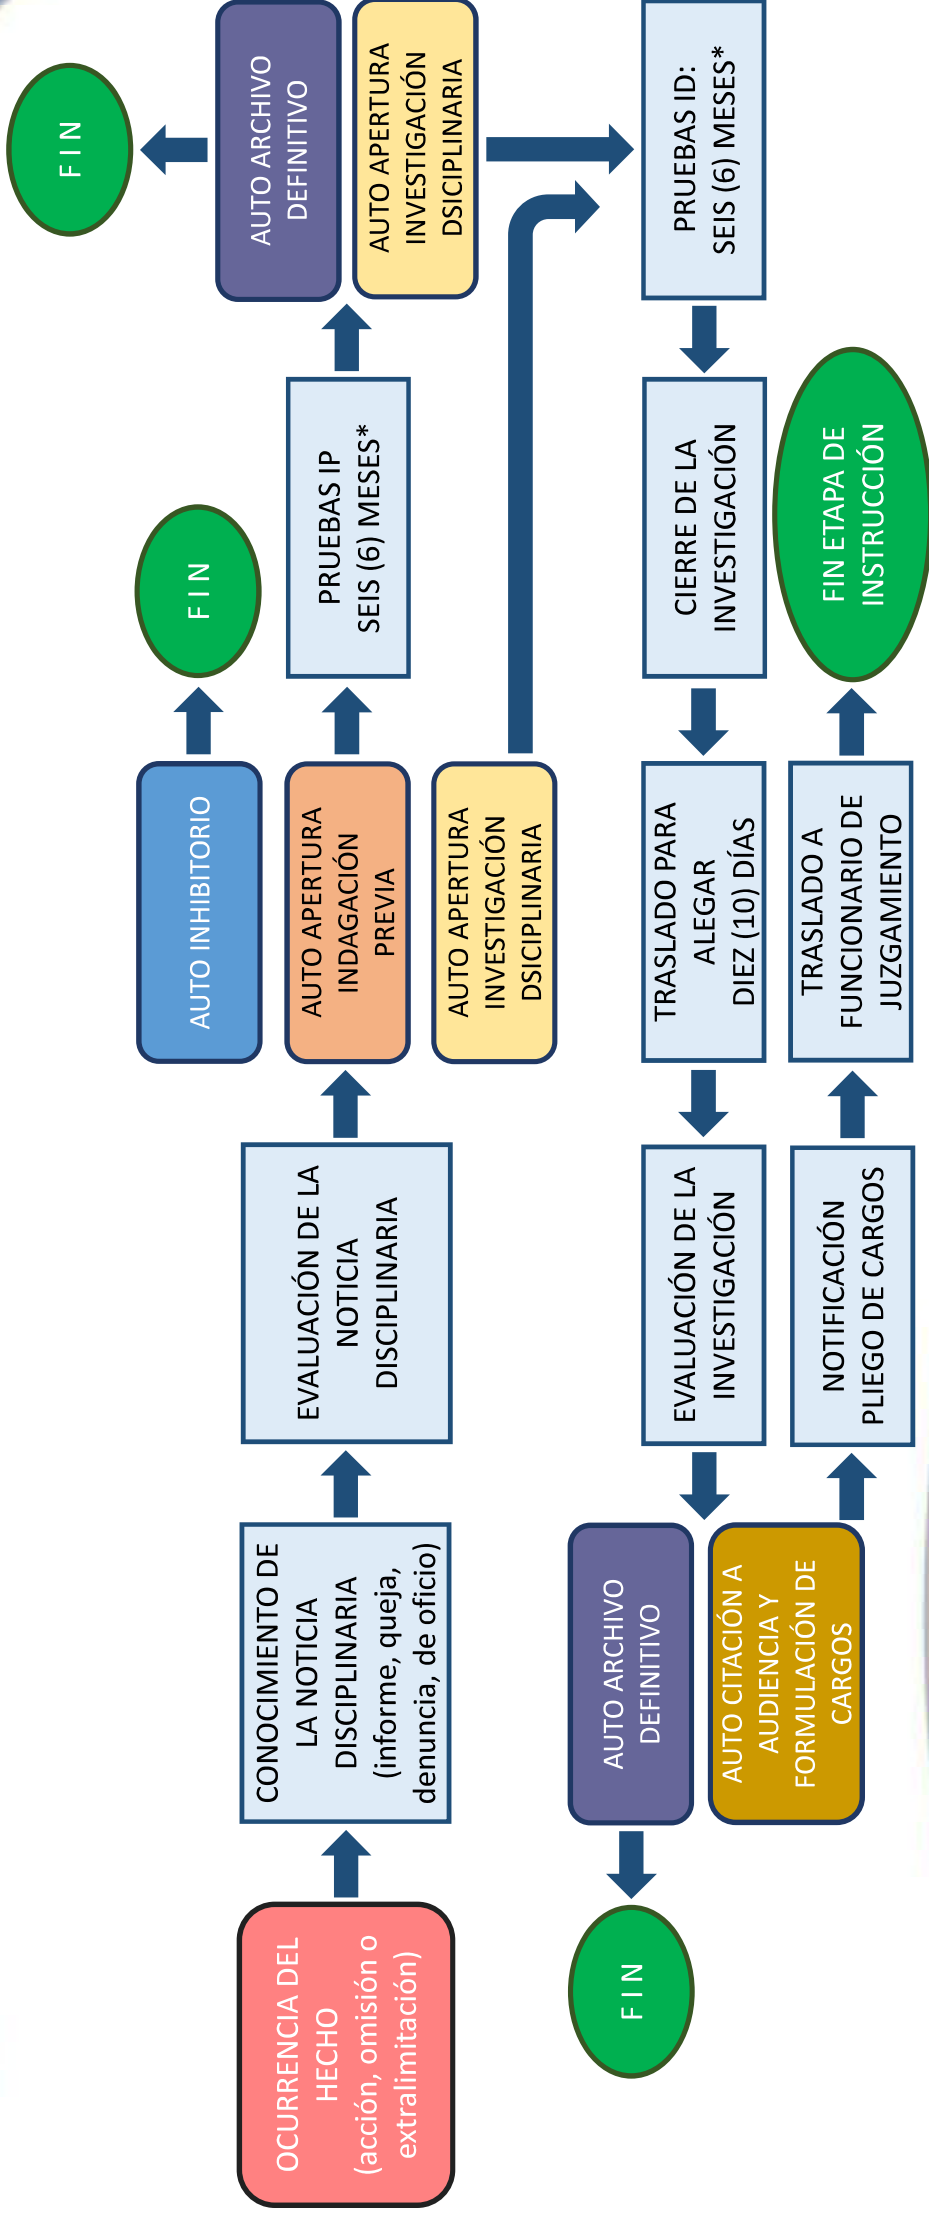 OCURRENCIA DEL
HECHO
(acción, omisión o
extralimitación)
CONOCIMIENTO DE
LA NOTICIA
DISCIPLINARIA
(informe, queja,
denuncia, de oficio)
EVALUACIÓN DE LA
NOTICIA
DISCIPLINARIA
AUTO INHIBITORIO
F I N
AUTO APERTURA
INDAGACIÓN
PREVIA
AUTO APERTURA
INVESTIGACIÓN
DSICIPLINARIA
PRUEBAS IP
SEIS (6) MESES*
AUTO ARCHIVO
DEFINITIVO
F I N
AUTO APERTURA
INVESTIGACIÓN
DSICIPLINARIA
PRUEBAS ID:
SEIS (6) MESES*
CIERRE DE LA
INVESTIGACIÓN
TRASLADO PARA
ALEGAR
DIEZ (10) DÍAS
EVALUACIÓN DE LA
INVESTIGACIÓN
AUTO ARCHIVO
DEFINITIVO
F I N
AUTO CITACIÓN A
AUDIENCIA Y
FORMULACIÓN DE
CARGOS
NOTIFICACIÓN
PLIEGO DE CARGOS
TRASLADO A
FUNCIONARIO DE
JUZGAMIENTO
FIN ETAPA DE
INSTRUCCIÓN